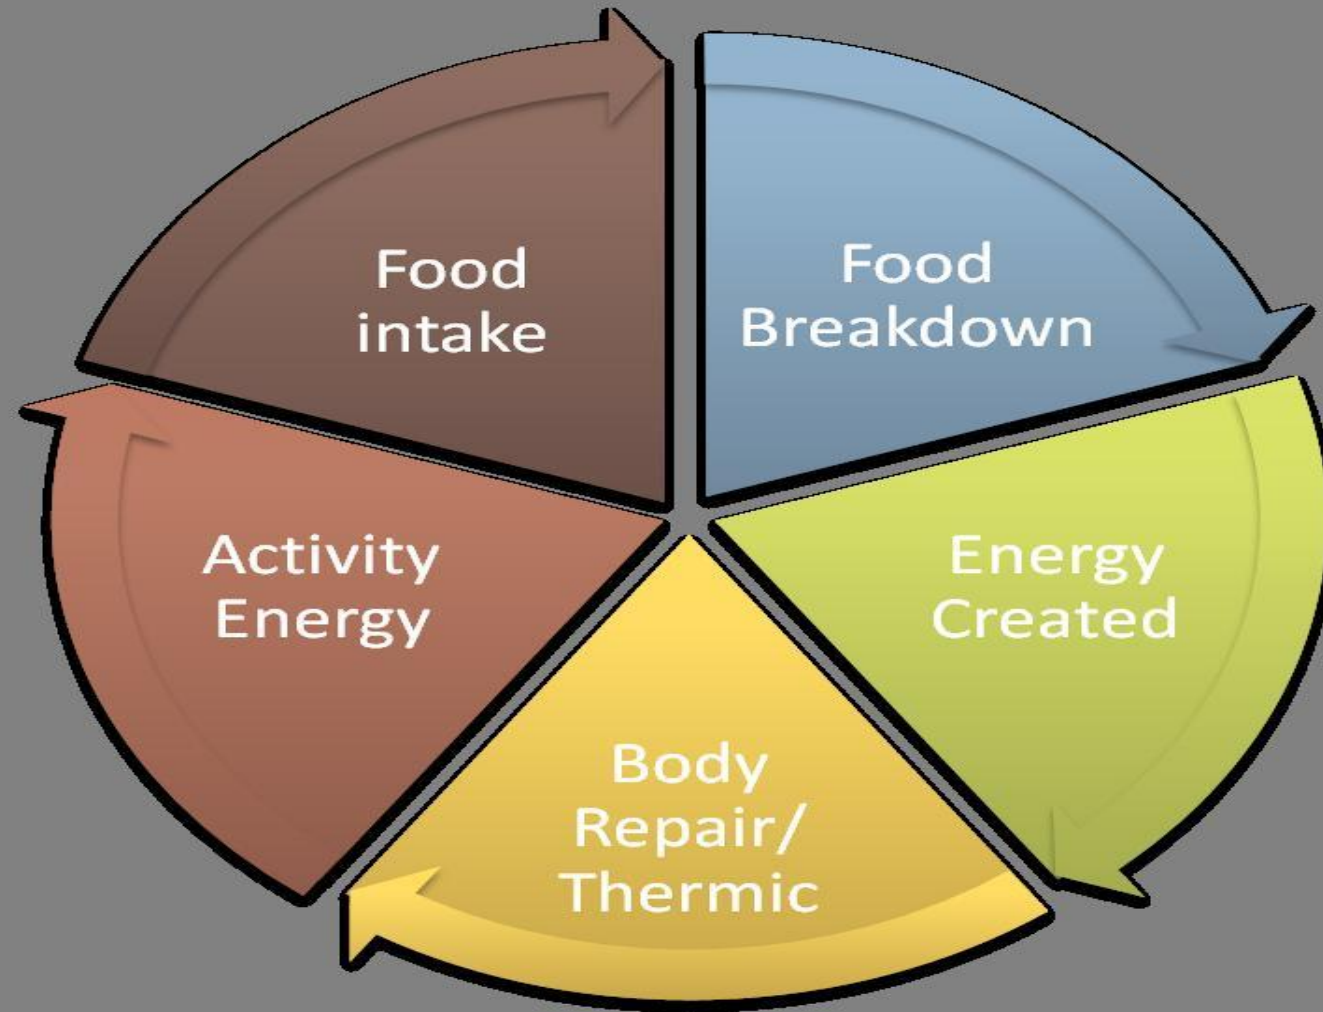 Food
intake
Food
Breakdown
Energy
Created
Body
Repair/
Thermic
Activity
Energy